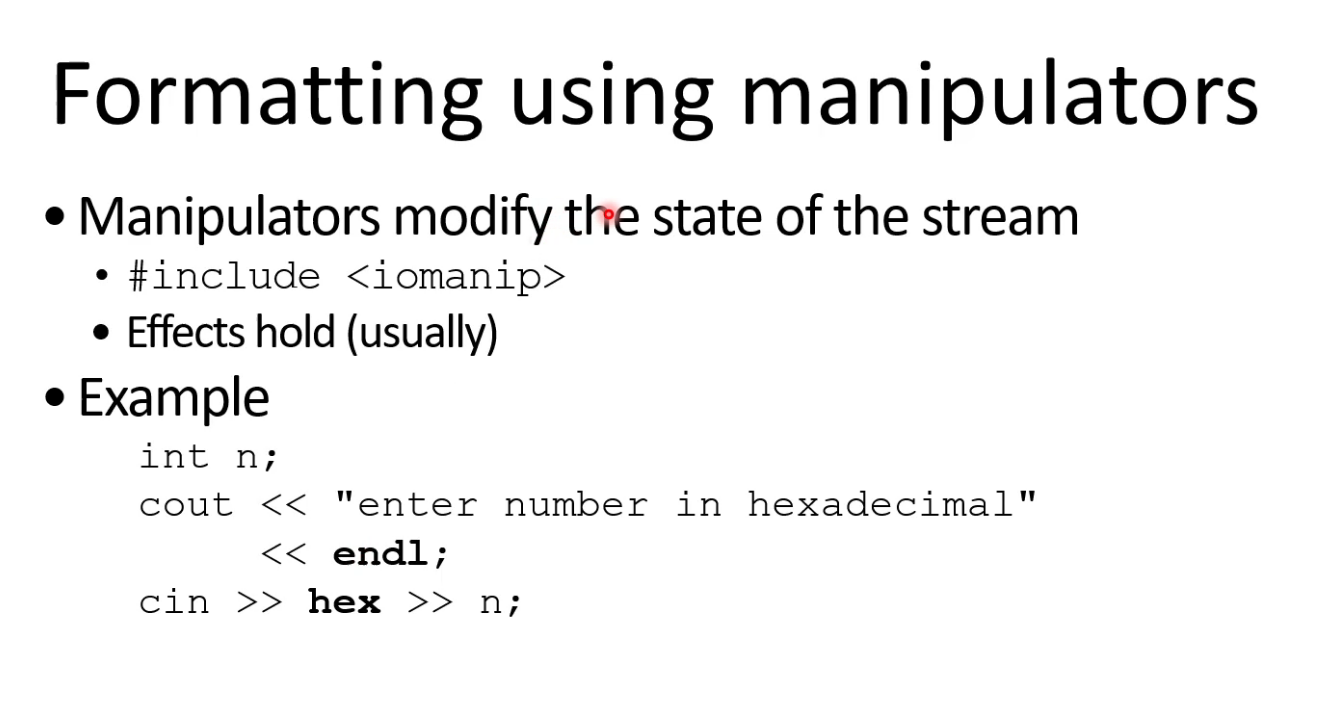 Formatting using manipulators
• Manipulators modify the state of the stream
• #include <iomanip>
• Effects hold (usually)
• Example
int n;
cout << "enter number in hexadecimal"
<< endl;
cin >> hex >> n;